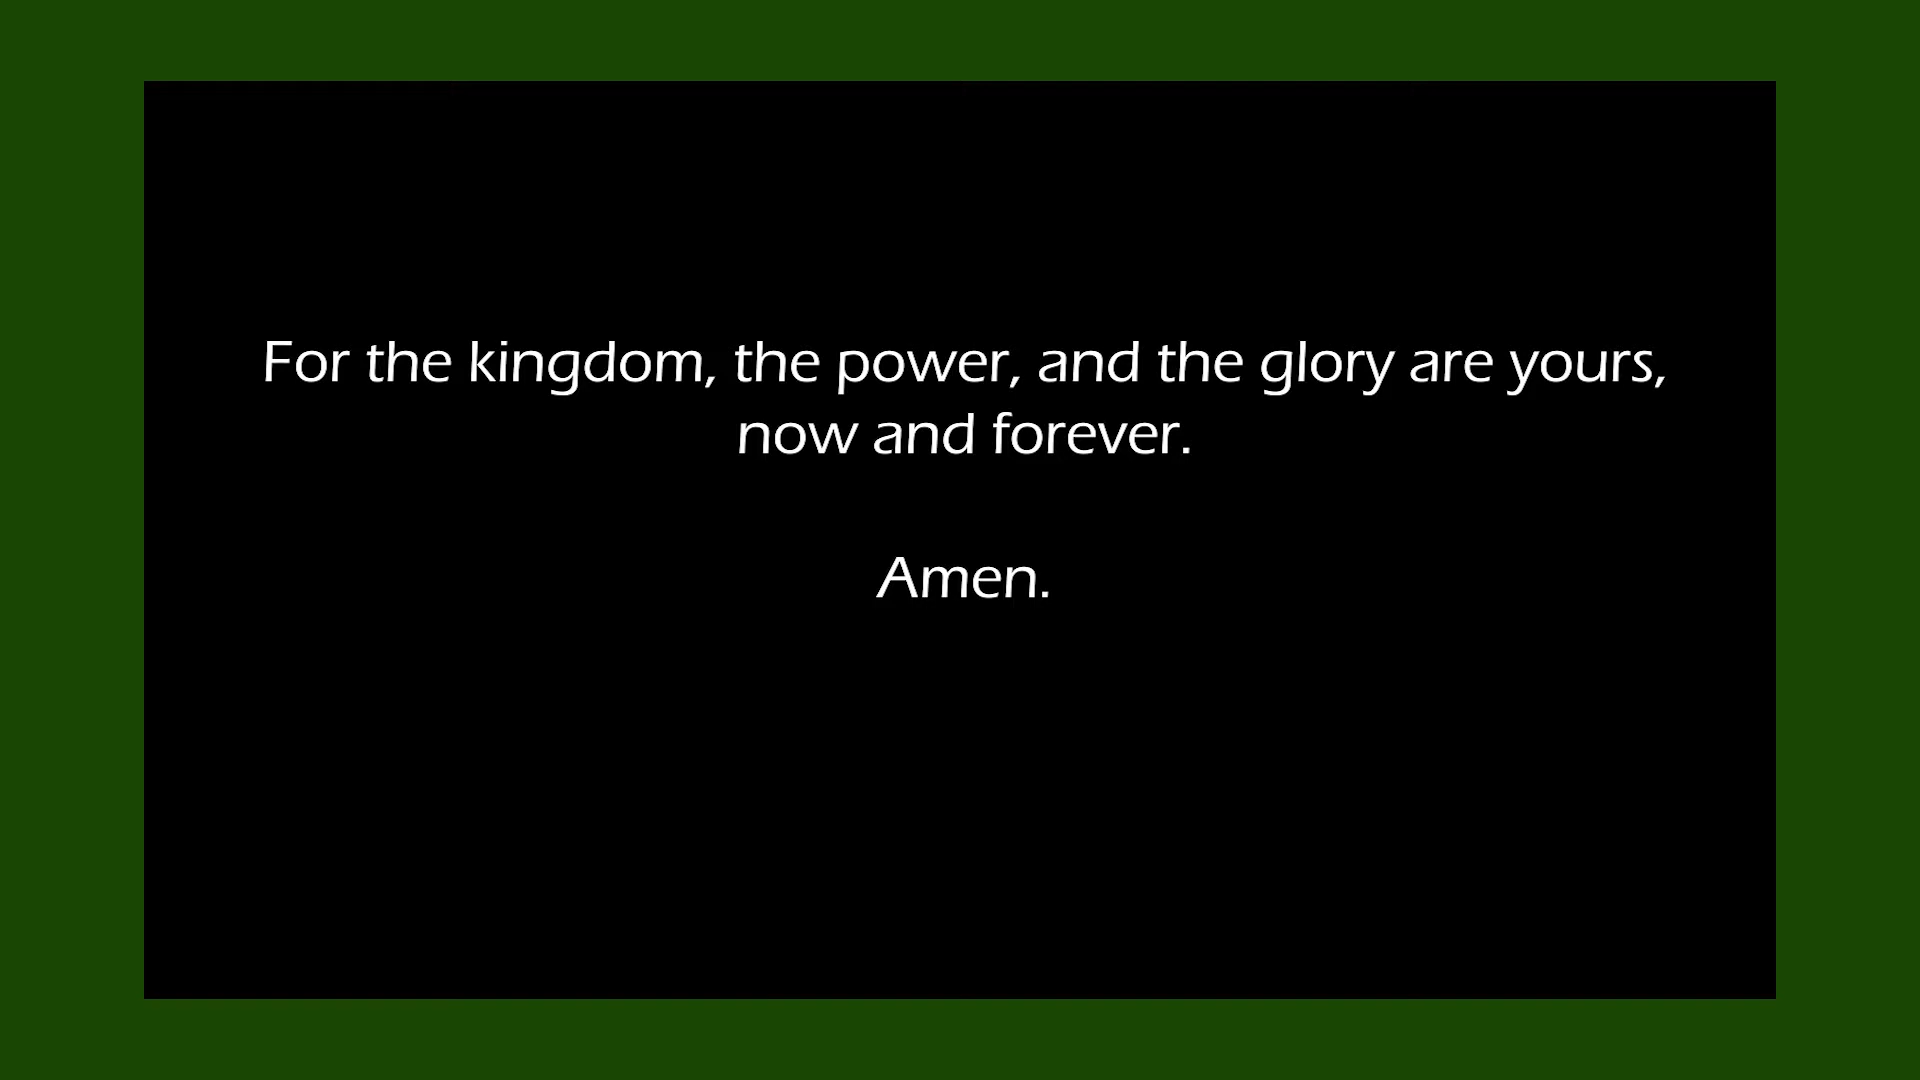 For the kingdom, the power, and the glory are yours,
now and forever.
Amen.